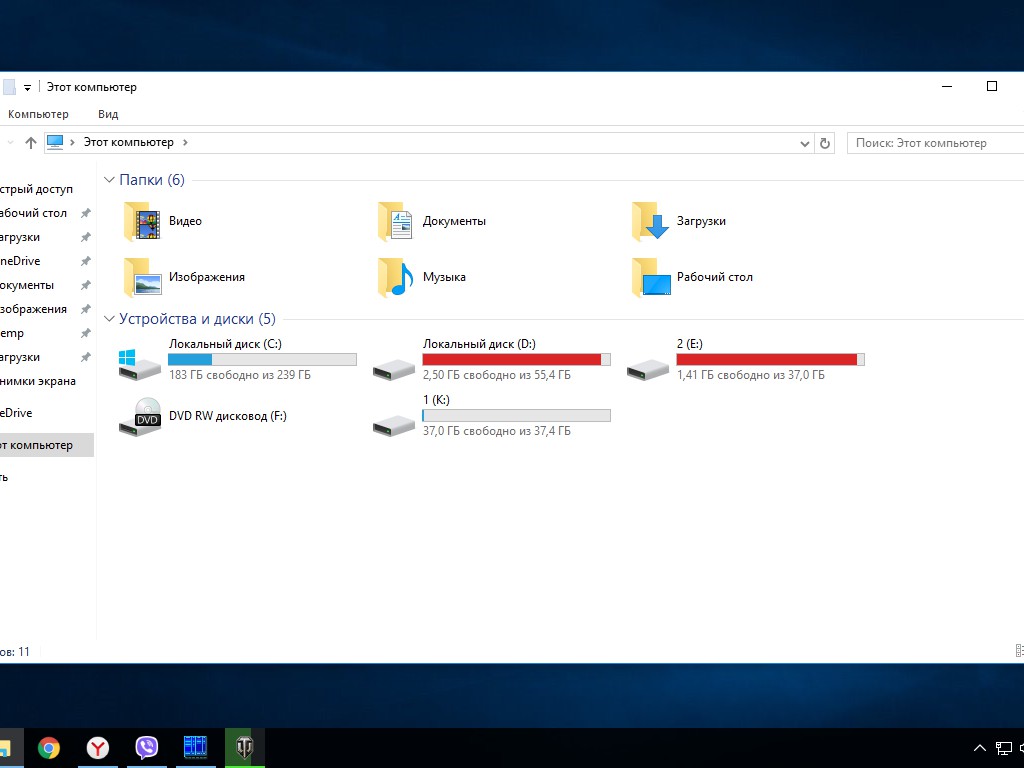 Этот компьютер
Компьютер Вид
Этот компьютер
Поиск: Этот компьютер
стрый доступ
абочий стол
агрузки
neDrive
окументы
зображения
emp
агрузки
нимки экрана
eDrive
от компьютер
ть
Папки (6)
Видео
Документы
Загрузки
Изображения
Музыка
Рабочий стол
Устройства и диски (5)
Локальный диск (C:)
183 ГБ свободно из 239 ГБ
Локальный диск (D:)
2,50 ГБ свободно из 55,4 ГБ
2 (E:)
1,41 ГБ свободно из 37,0 ГБ
DVD
DVD RW дисковод (F:)
1 (K:)
37,0 ГБ свободно из 37,4 ГБ
ов: 11